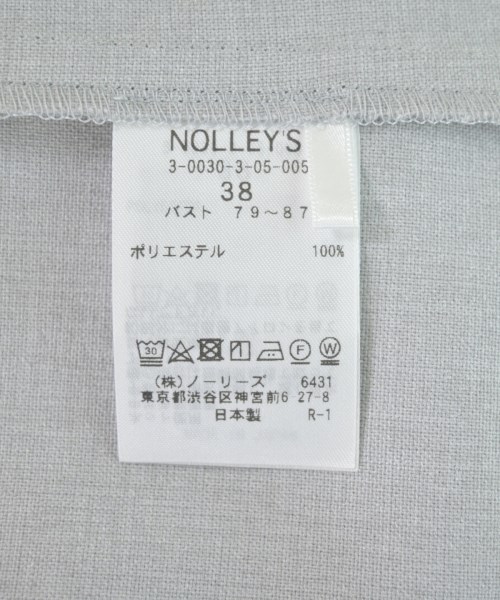 NOLLEY'S
3-0030-3-05-005
38
バスト 79～87
ポリエステル 100%
30 F W
(株)ノーリーズ 6431
東京都渋谷区神宮前6 27-8
日本製 R-1